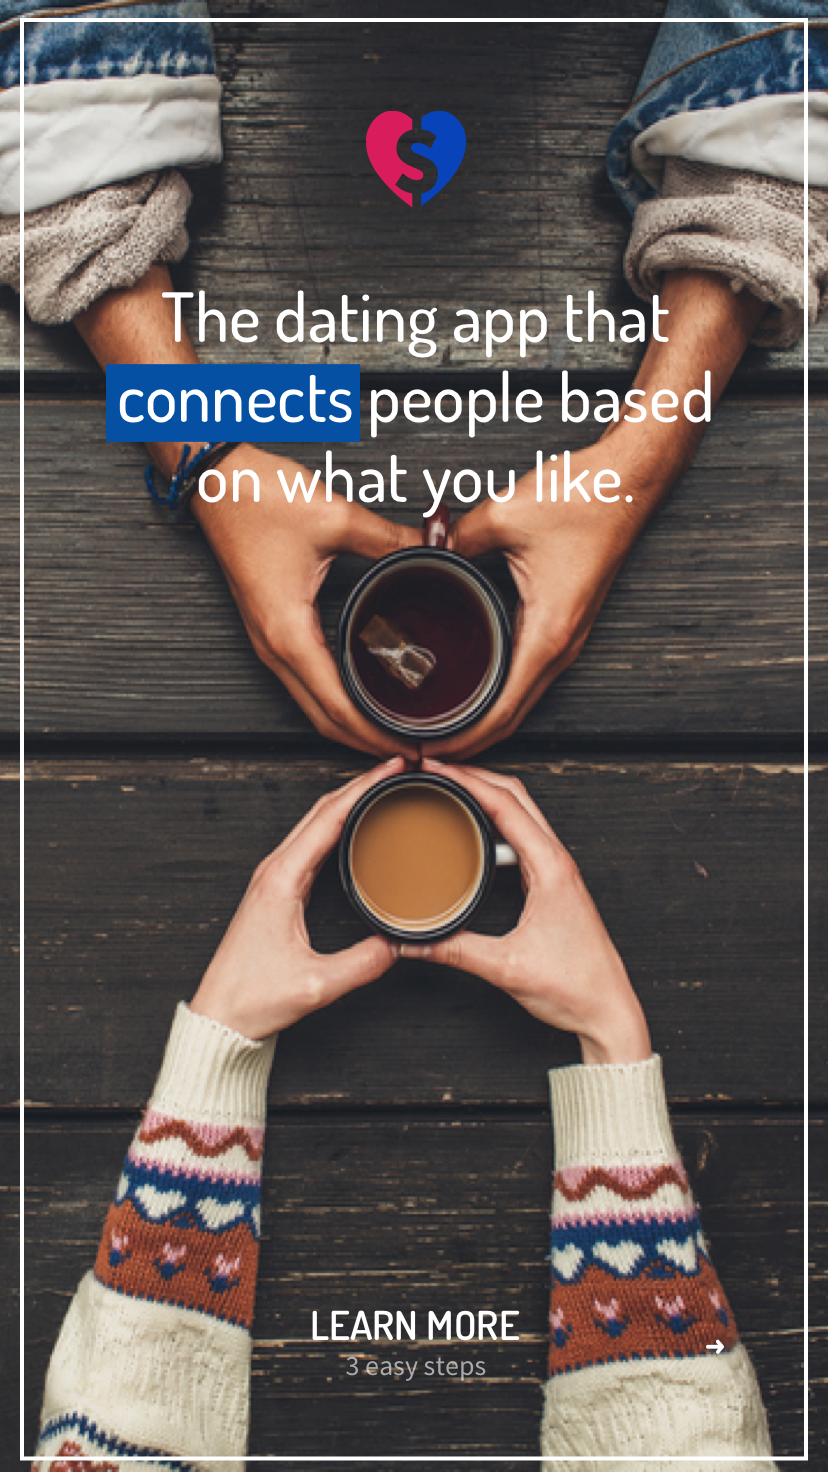 The dating app that
connects people based
on what you like.
LEARN MORE
3 easy steps